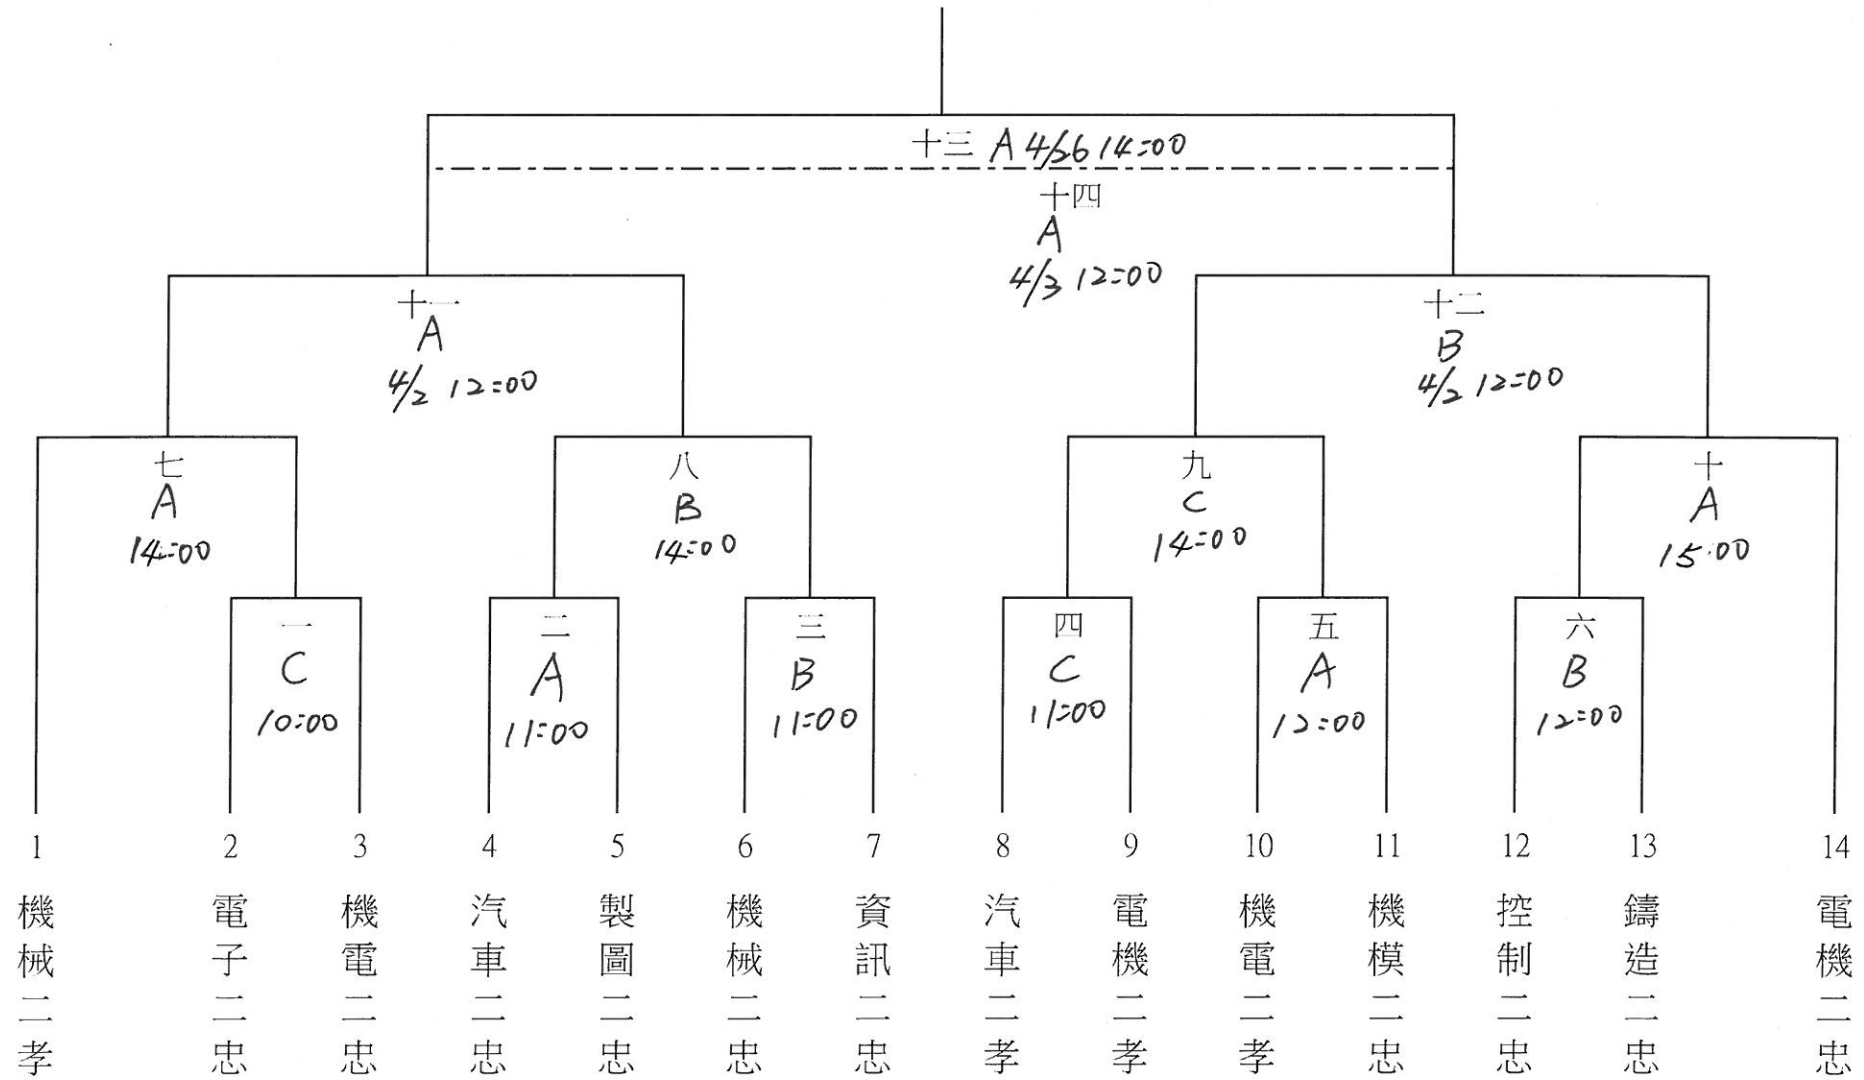 十三 A 4/26 14:00
十四
A
4/3 12:00
十一
A
4/2 12:00
十二
B
4/2 12:00
七
A
14:00
八
B
14:00
九
C
14:00
十
A
15:00
一
C
10:00
二
A
11:00
三
B
11:00
四
C
11:00
五
A
12:00
六
B
12:00
1 2 3 4 5 6 7 8 9 10 11 12 13 14
機械二孝
電子二忠
機電二忠
汽車二忠
製圖二忠
機械二忠
資訊二忠
汽車二孝
電機二孝
機電二孝
機模二忠
控制二忠
鑄造二忠
電機二忠